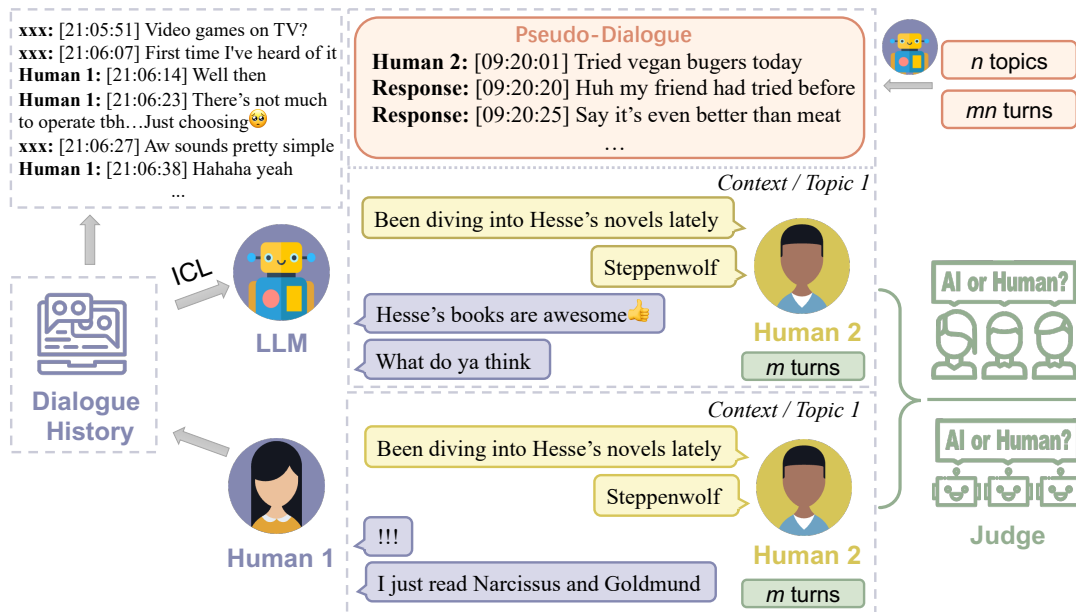 xxx: [21:05:51] Video games on TV?
xxx: [21:06:07] First time I've heard of it
Human 1: [21:06:14] Well then
Human 1: [21:06:23] There's not much
to operate tbh…Just choosing🥺
xxx: [21:06:27] Aw sounds pretty simple
Human 1: [21:06:38] Hahaha yeah
...
Pseudo-Dialogue
Human 2: [09:20:01] Tried vegan bugers today
Response: [09:20:20] Huh my friend had tried before
Response: [09:20:25] Say it's even better than meat
…
n topics
mn turns
ICL
LLM
Dialogue
History
Human 1
Context / Topic 1
Been diving into Hesse's novels lately
Steppenwolf
Hesse's books are awesome👍
What do ya think
Human 2
m turns
Context / Topic 1
Been diving into Hesse's novels lately
Steppenwolf
!!!
I just read Narcissus and Goldmund
Human 2
m turns
AI or Human?
AI or Human?
Judge